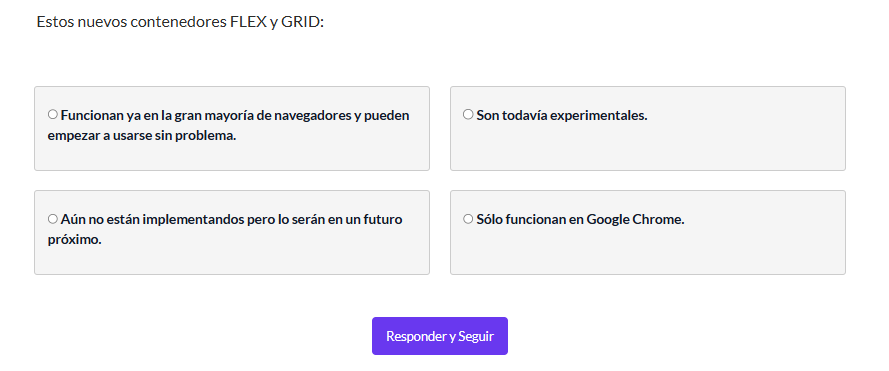 Estos nuevos contenedores FLEX y GRID:
Funcionan ya en la gran mayoría de navegadores y pueden
empezar a usarse sin problema.
Son todavía experimentales.
Aún no están implementandos pero lo serán en un futuro
próximo.
Sólo funcionan en Google Chrome.
Responder y Seguir